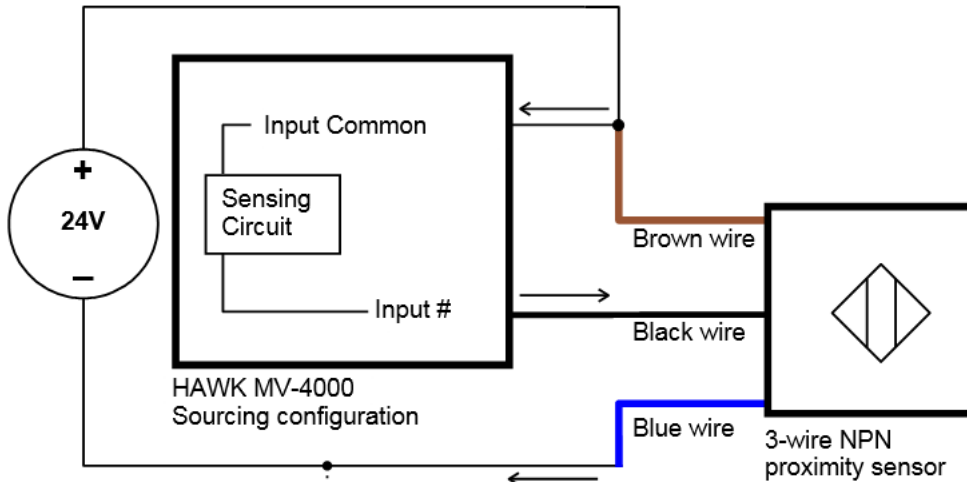 +
24V
−
Input Common
Sensing
Circuit
Input #
HAWK MV-4000
Sourcing configuration
Brown wire
Black wire
Blue wire
3-wire NPN
proximity sensor